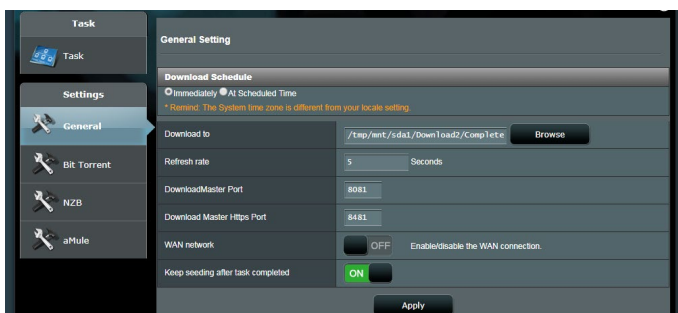 Task
Task
Settings
General
Bit Torrent
NZB
aMule
General Setting
Download Schedule
Immediately At Scheduled Time
* Remind: The System time zone is different from your locale setting.
Download to /tmp/mnt/sda1/Download2/Complete Browse
Refresh rate 5 Seconds
DownloadMaster Port 8081
Download Master Https Port 8481
WAN network OFF Enable/disable the WAN connection.
Keep seeding after task completed ON
Apply